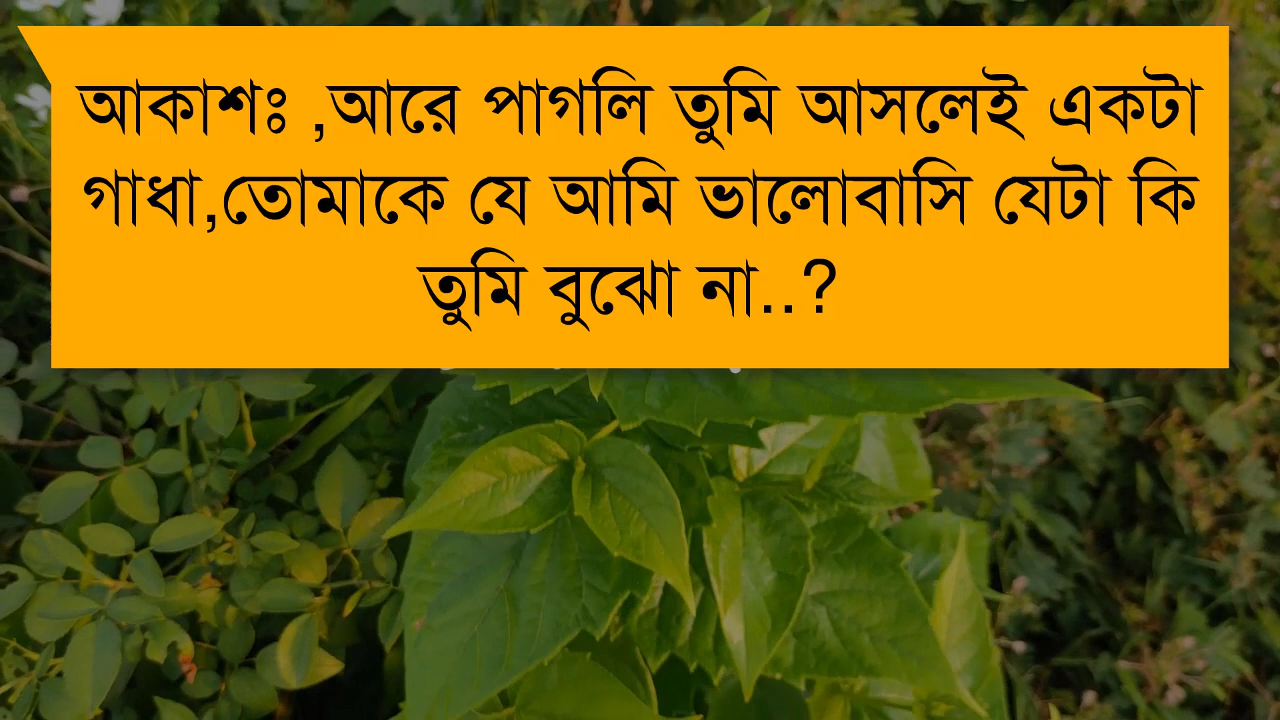 আকাশঃ ,আরে পাগলি তুমি আসলেই একটা
গাধা,তোমাকে যে আমি ভালোবাসি যেটা কি
তুমি বুঝো না..?